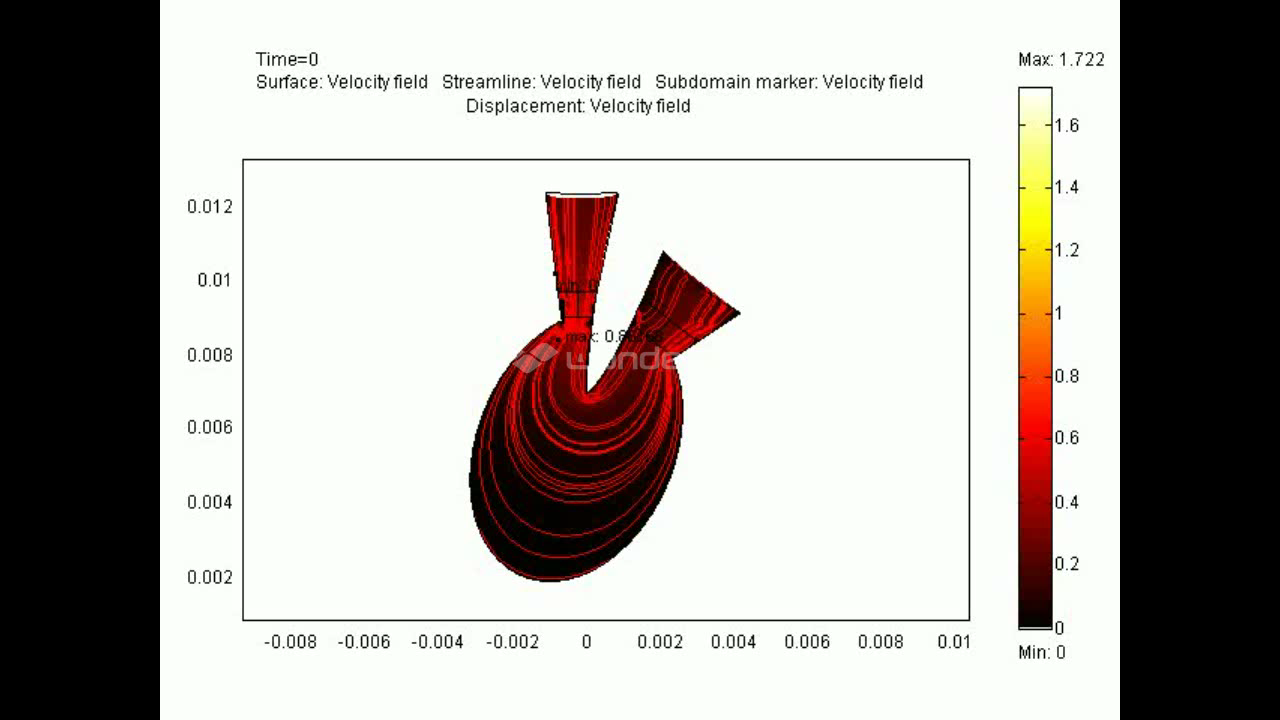 Time=0
Max: 1.722
Surface: Velocity field Streamline: Velocity field Subdomain marker: Velocity field
Displacement: Velocity field
1.6
1.4
1.2
1
0.8
0.6
0.4
0.2
0
Min: 0
0.012
0.01
0.008
0.006
0.004
0.002
max:
-0.008 -0.006 -0.004 -0.002 0 0.002 0.004 0.006 0.008 0.01